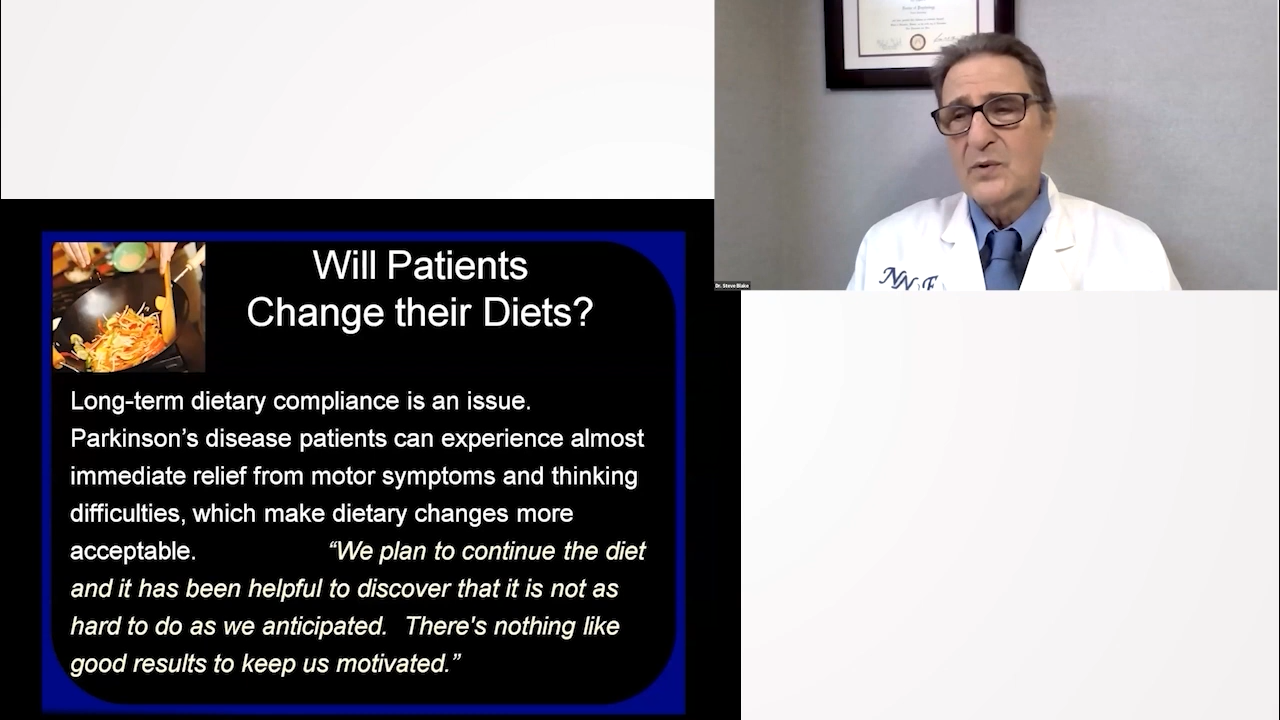 Will Patients
Change their Diets?
Long-term dietary compliance is an issue.
Parkinson's disease patients can experience almost
immediate relief from motor symptoms and thinking
difficulties, which make dietary changes more
acceptable. “We plan to continue the diet
and it has been helpful to discover that it is not as
hard to do as we anticipated. There's nothing like
good results to keep us motivated.”
Dr. Steve Blake